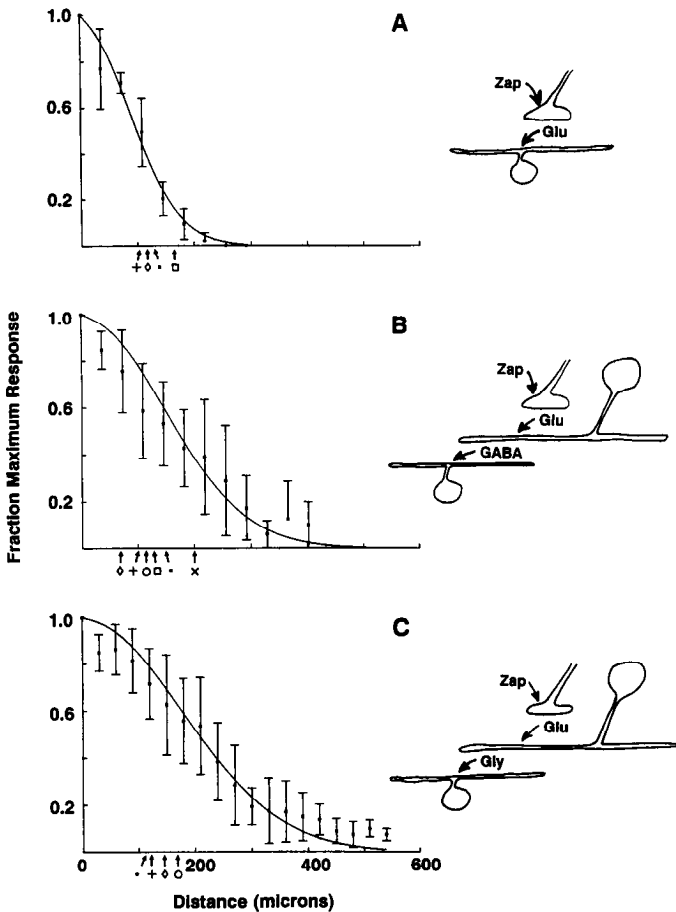 A
1.0
0.6
0.2
Zap
Glu
B
1.0
0.6
0.2
Zap
Glu
GABA
C
1.0
0.6
0.2
Zap
Glu
Gly
0 200 400 600
Distance (microns)
Fraction Maximum Response